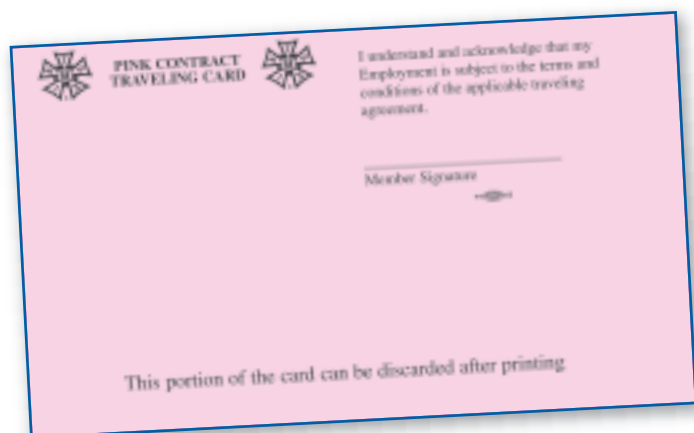 PINK CONTRACT
TRAVELING CARD
I understand and acknowledge that my
Employment is subject to the terms and
conditions of the applicable traveling
agreement.
Member Signature
This portion of the card can be discarded after printing